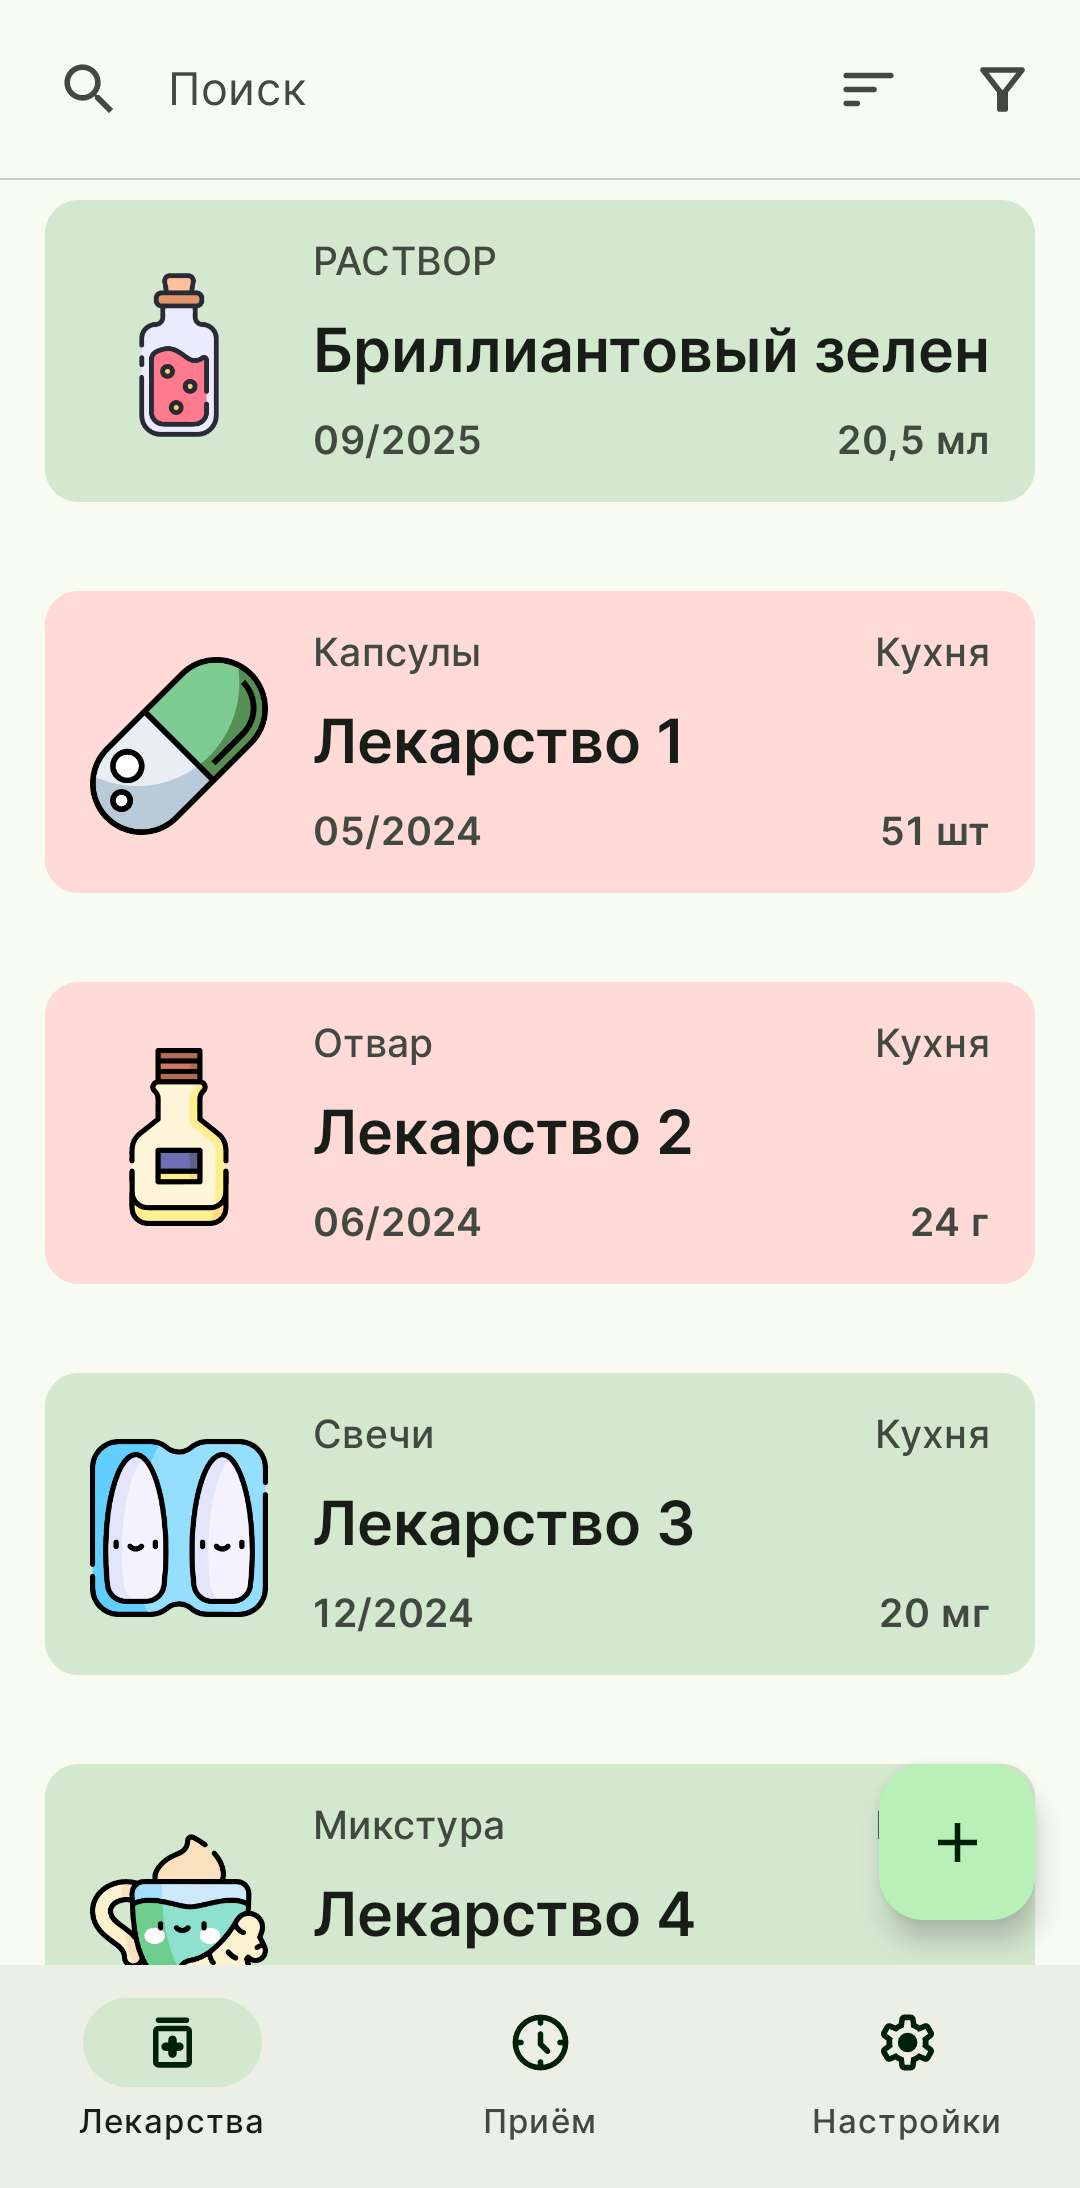 Поиск
РАСТВОР
Бриллиантовый зелен
09/2025 20,5 мл
Капсулы Кухня
Лекарство 1
05/2024 51 шт
Отвар Кухня
Лекарство 2
06/2024 24 г
Свечи Кухня
Лекарство 3
12/2024 20 мг
Микстура
Лекарство 4
Лекарства Приём Настройки